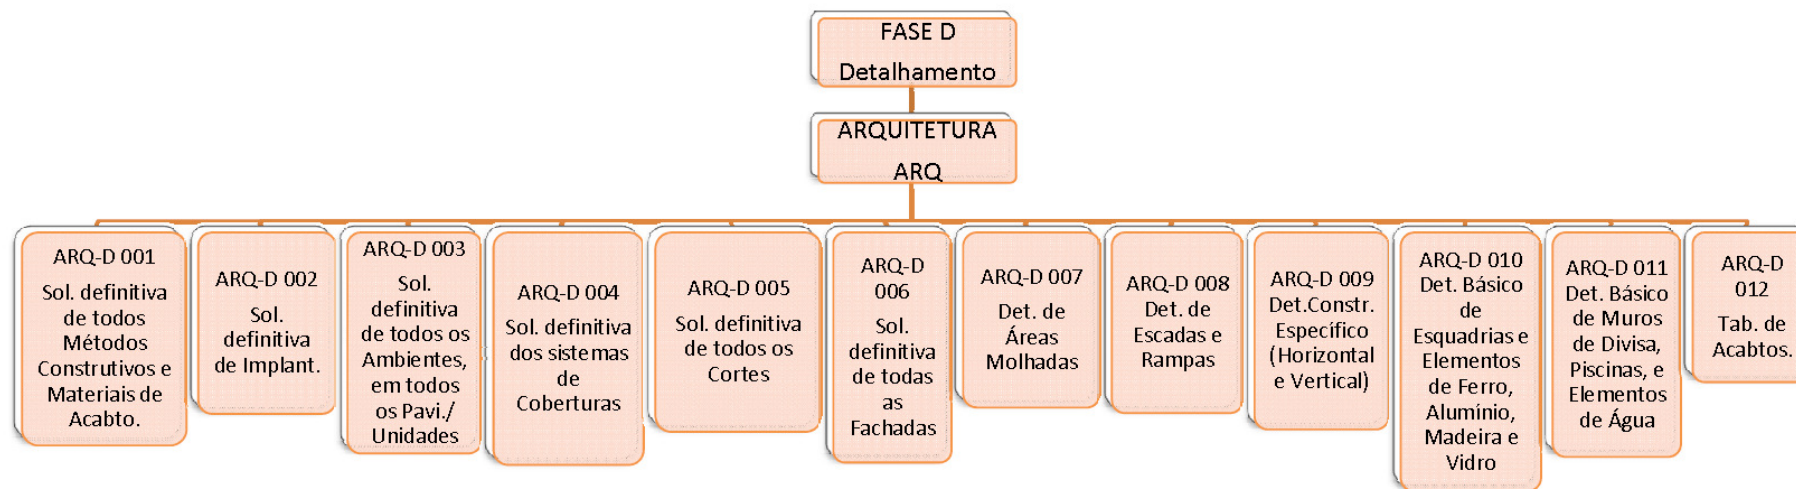 FASE D
Detalhamento
ARQUITETURA
ARQ
ARQ-D 001
Sol. definitiva
de todos
Métodos
Construtivos e
Materiais de
Acabto.
ARQ-D 002
Sol.
definitiva
de Implant.
ARQ-D 003
Sol.
definitiva
de todos os
Ambientes,
em todos
os Pavi./
Unidades
ARQ-D 004
Sol. definitiva
dos sistemas
de
Coberturas
ARQ-D 005
Sol. definitiva
de todos os
Cortes
ARQ-D
006
Sol.
definitiva
de todas
as
Fachadas
ARQ-D 007
Det. de
Áreas
Molhadas
ARQ-D 008
Det. de
Escadas e
Rampas
ARQ-D 009
Det.Constr.
Específico
(Horizontal
e Vertical)
ARQ-D 010
Det. Básico
de
Esquadrias e
Elementos
de Ferro,
Alumínio,
Madeira e
Vidro
ARQ-D 011
Det. Básico
de Muros
de Divisa,
Piscinas, e
Elementos
de Água
ARQ-D
012
Tab. de
Acabtos.